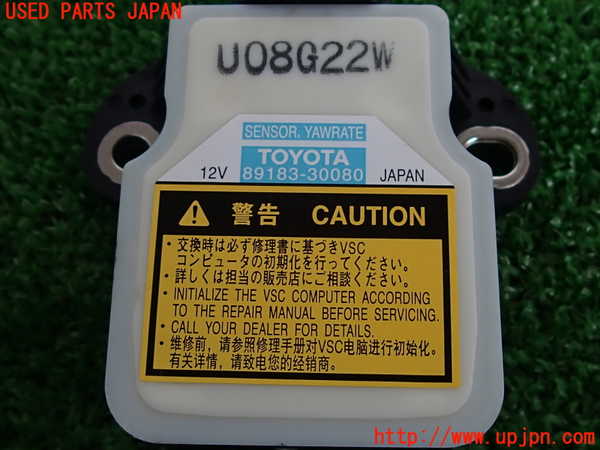 USED PARTS JAPAN
U08G22W
SENSOR, YAWRATE
TOYOTA
12V 89183-30080 JAPAN
警告 CAUTION
・交換時は必ず修理書に基づきVSC
コンピュータの初期化を行ってください。
・詳しくは担当の販売店にご相談ください。
・INITIALIZE THE VSC COMPUTER ACCORDING
TO THE REPAIR MANUAL BEFORE SERVICING.
・CALL YOUR DEALER FOR DETAILS.
・维修前，请参照修理手册对VSC电脑进行初始化。
有关详情，请致电您的经销商。
http://www.upjpn.com/